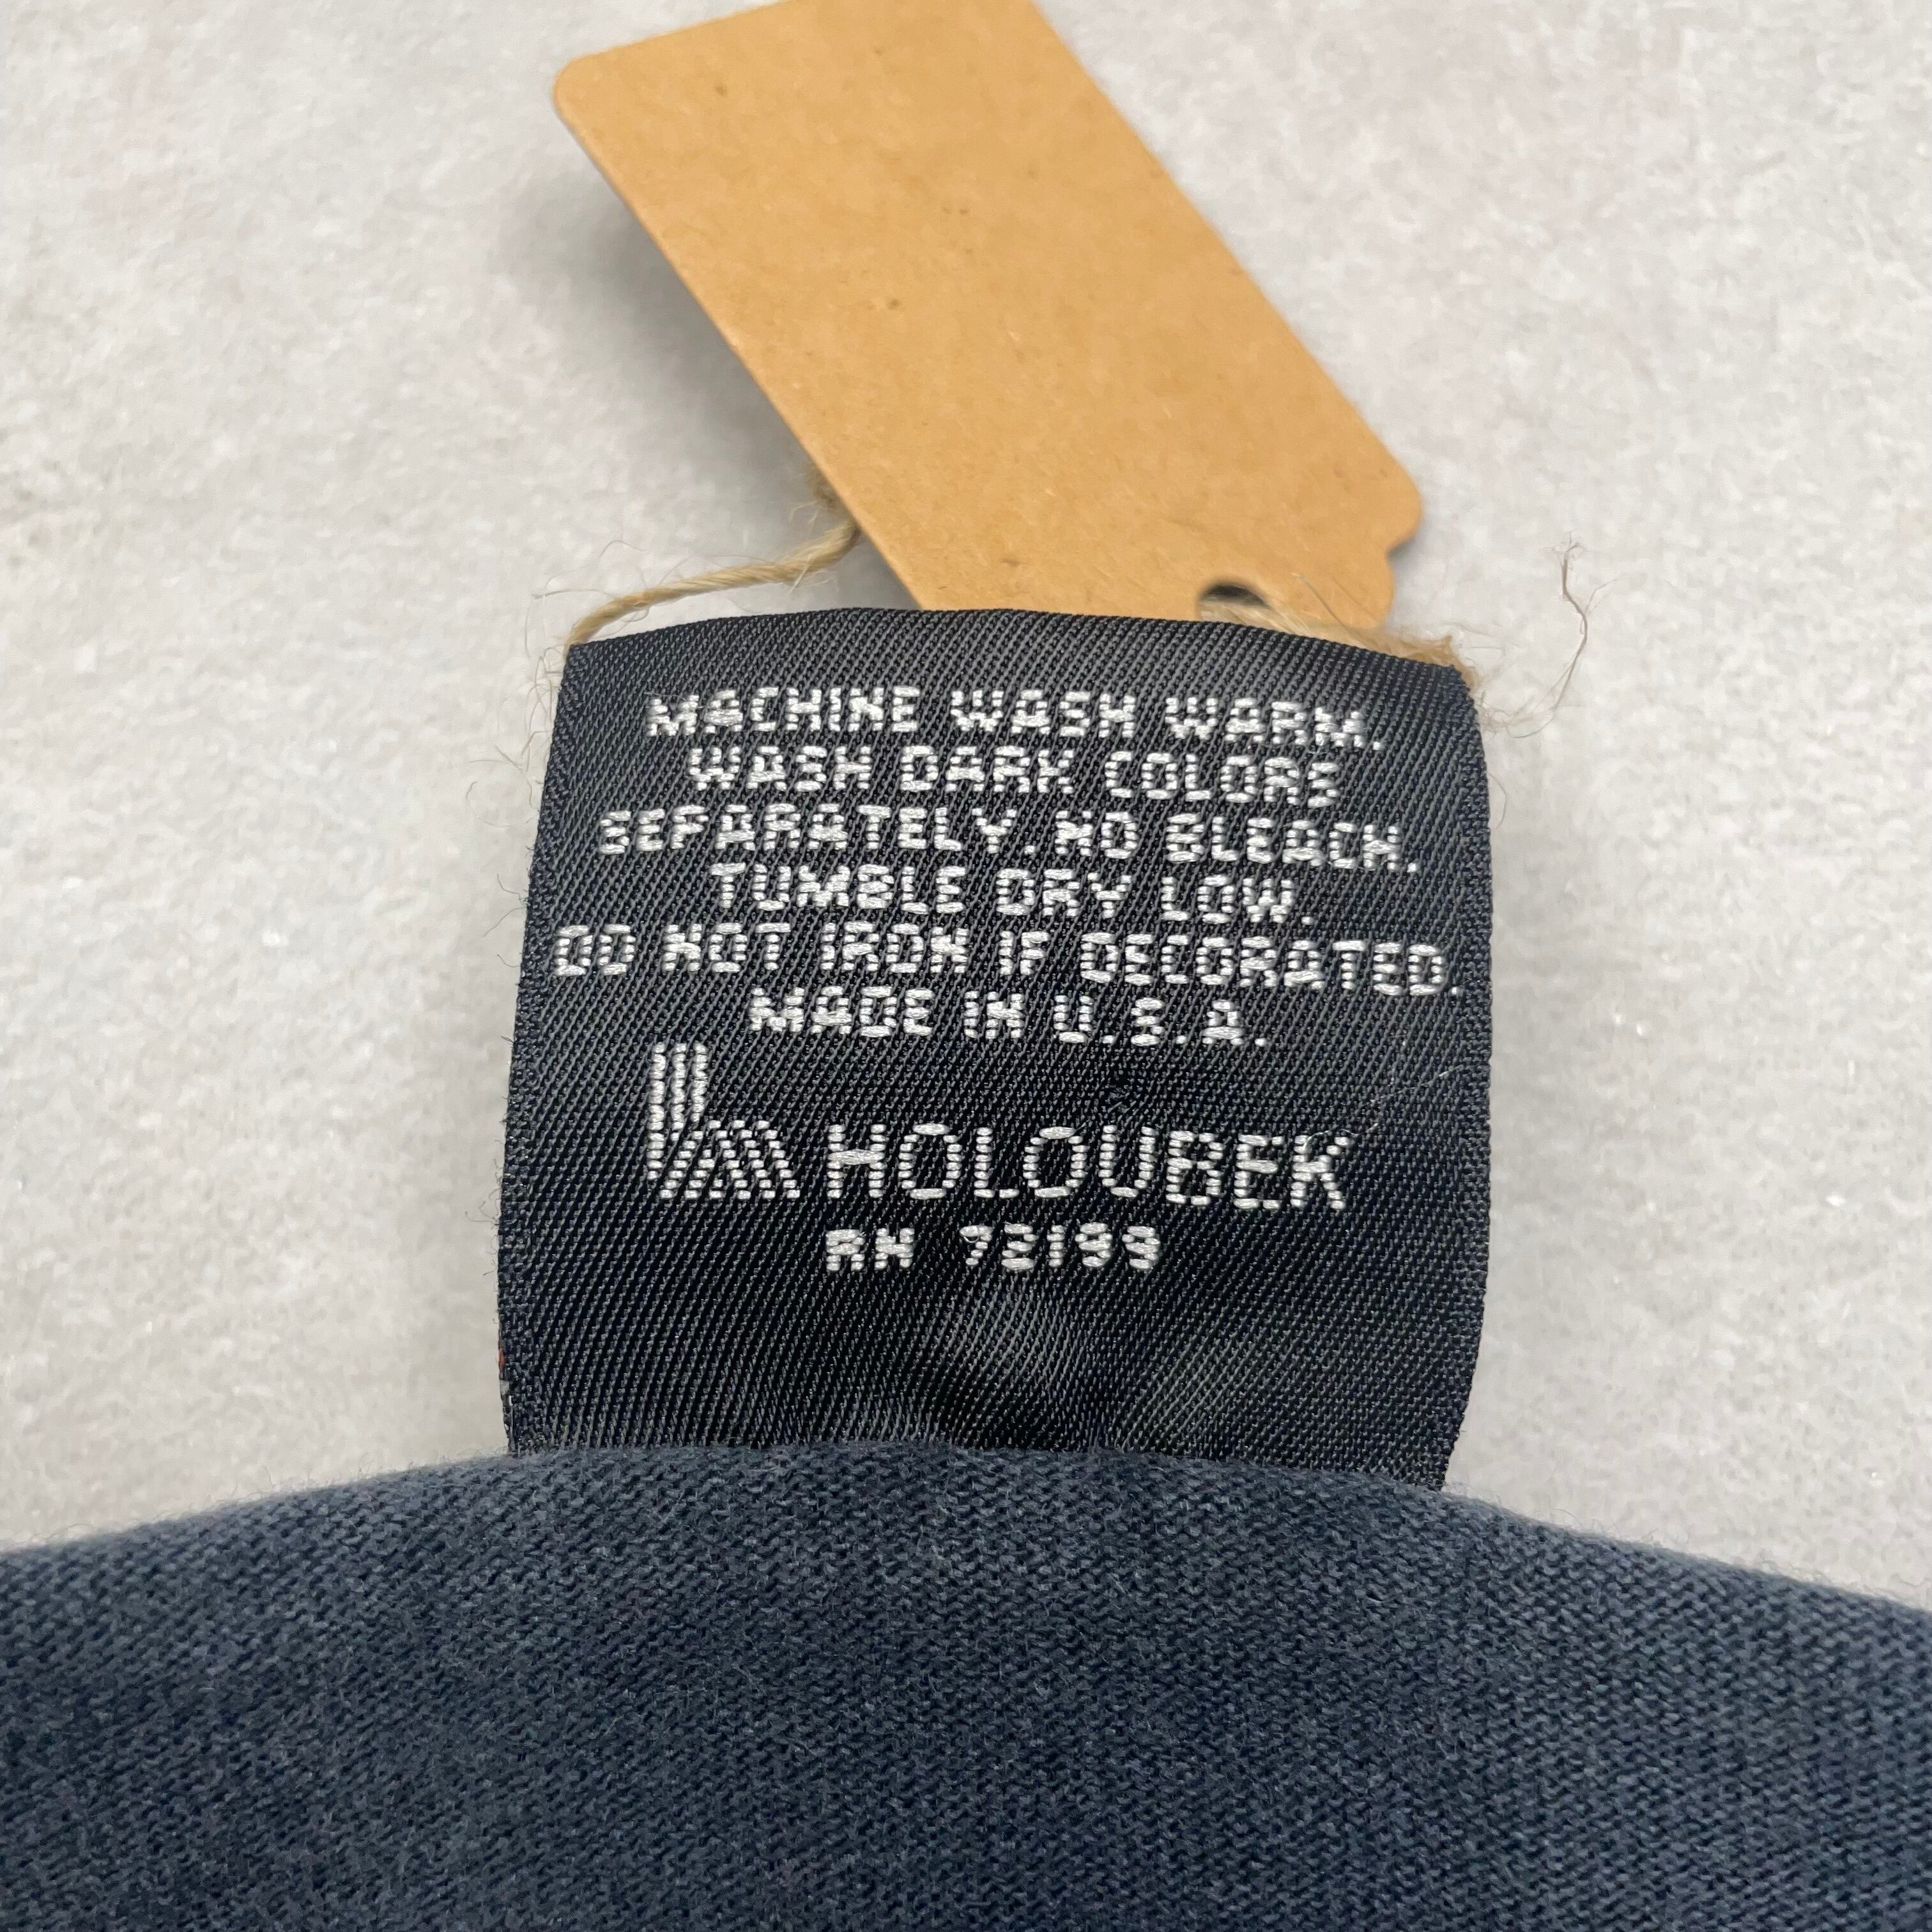 MACHINE WASH WARM.
WASH DARK COLORS
SEPARATELY. NO BLEACH.
TUMBLE DRY LOW.
DO NOT IRON IF DECORATED.
MADE IN U.S.A.
HOLOUBEK
RN 72199